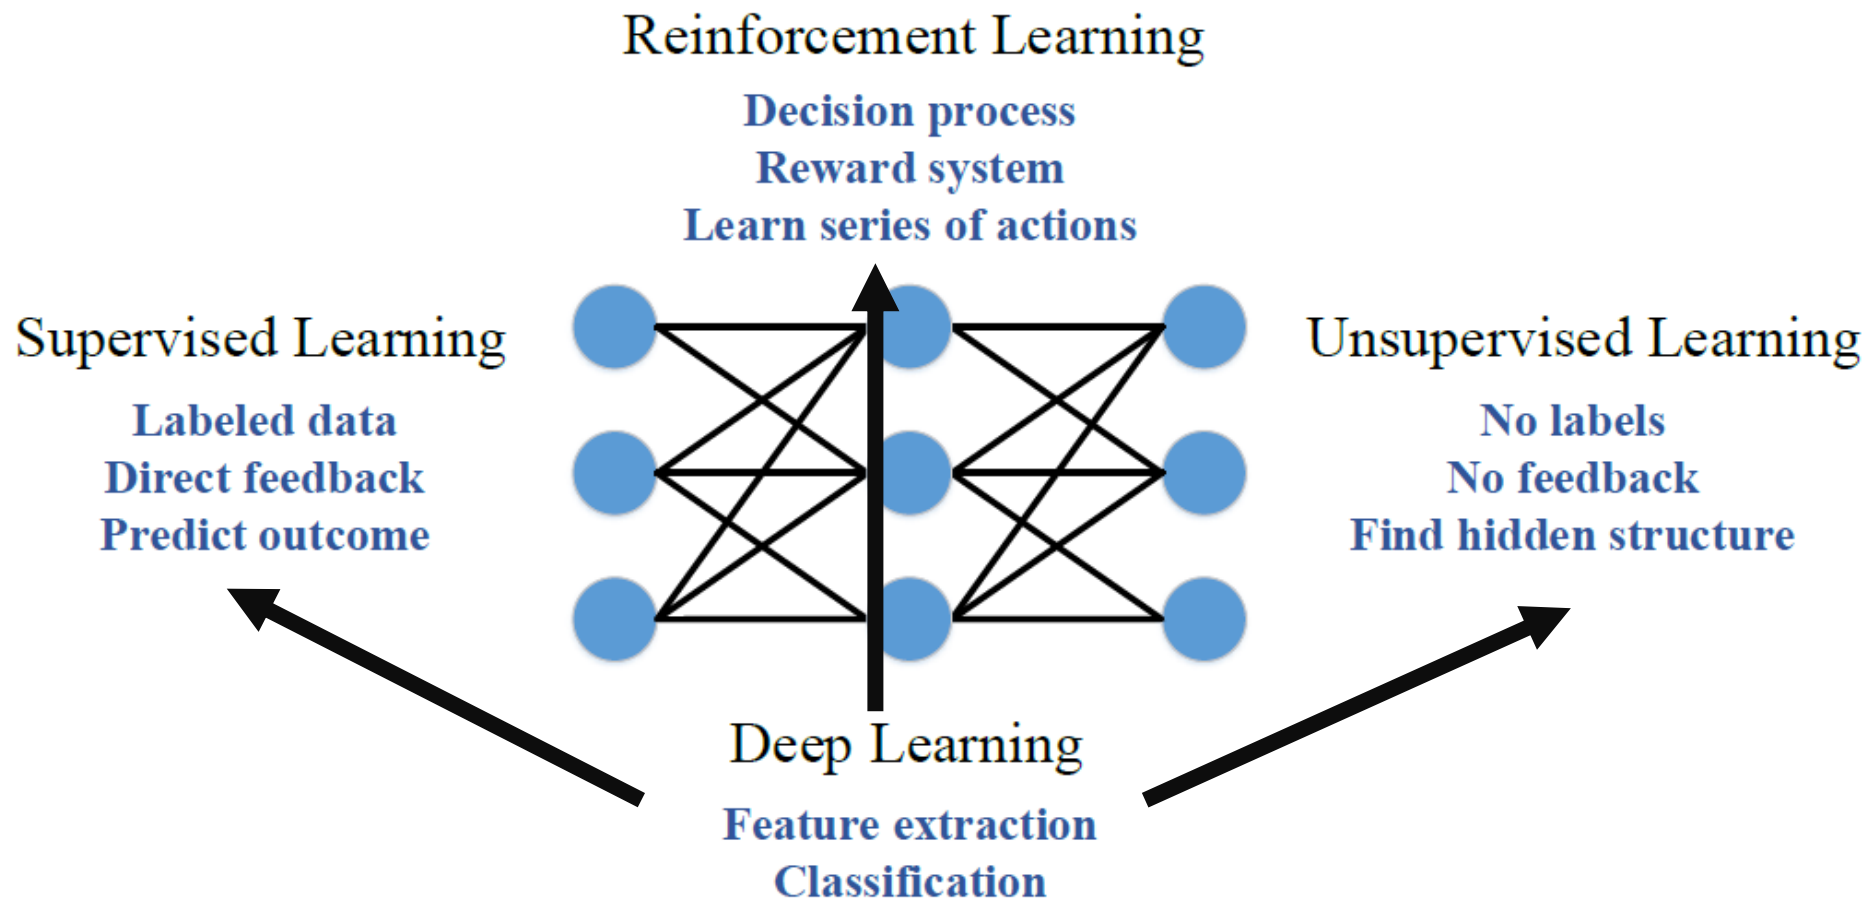 Reinforcement Learning
Decision process
Reward system
Learn series of actions
Supervised Learning
Labeled data
Direct feedback
Predict outcome
Unsupervised Learning
No labels
No feedback
Find hidden structure
Deep Learning
Feature extraction
Classification